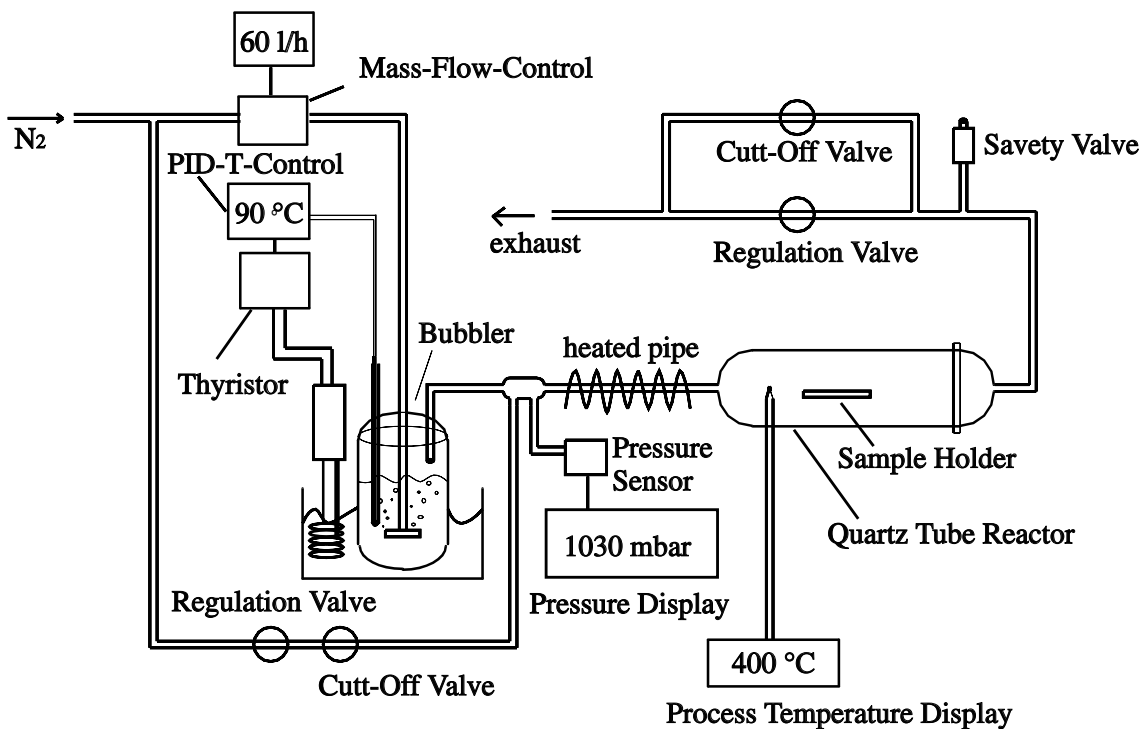 60 l/h
Mass-Flow-Control
N2
PID-T-Control
90 °C
Thyristor
Bubbler
heated pipe
Cutt-Off Valve
Savety Valve
exhaust
Regulation Valve
Pressure
Sensor
Sample Holder
Quartz Tube Reactor
1030 mbar
Pressure Display
Regulation Valve
Cutt-Off Valve
400 °C
Process Temperature Display